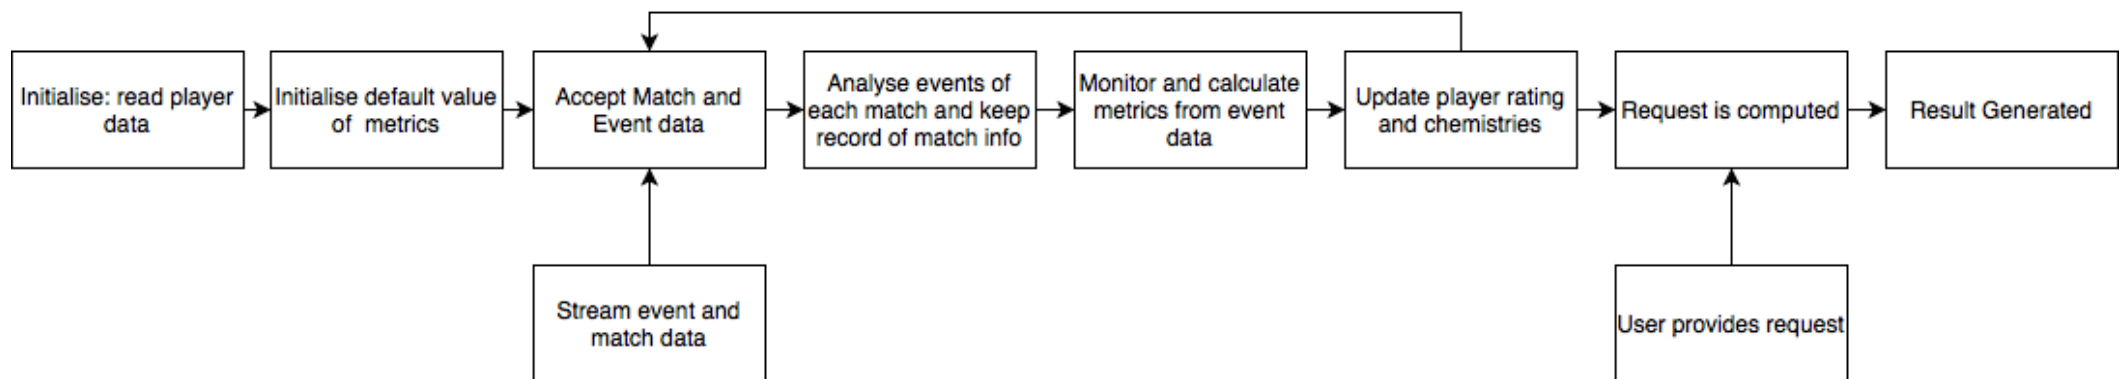 Initialise: read player
data
Initialise default value
of metrics
Accept Match and
Event data
Analyse events of
each match and keep
record of match info
Monitor and calculate
metrics from event
data
Update player rating
and chemistries
Request is computed
Result Generated
Stream event and
match data
User provides request